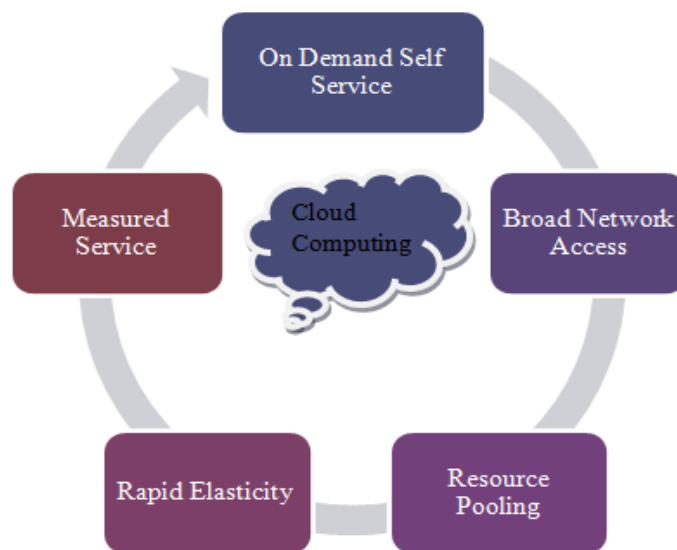 On Demand Self
Service
Measured
Service
Cloud
Computing
Broad Network
Access
Rapid Elasticity
Resource
Pooling